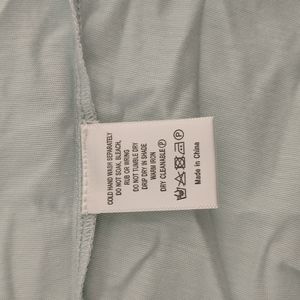 COLD HAND WASH SEPARATELY
DO NOT SOAK, BLEACH,
RUB OR WRING
DO NOT TUMBLE DRY
DRIP DRY IN SHADE
WARM IRON
DRY CLEANABLE Ⓟ
Ⓟ
Made in China